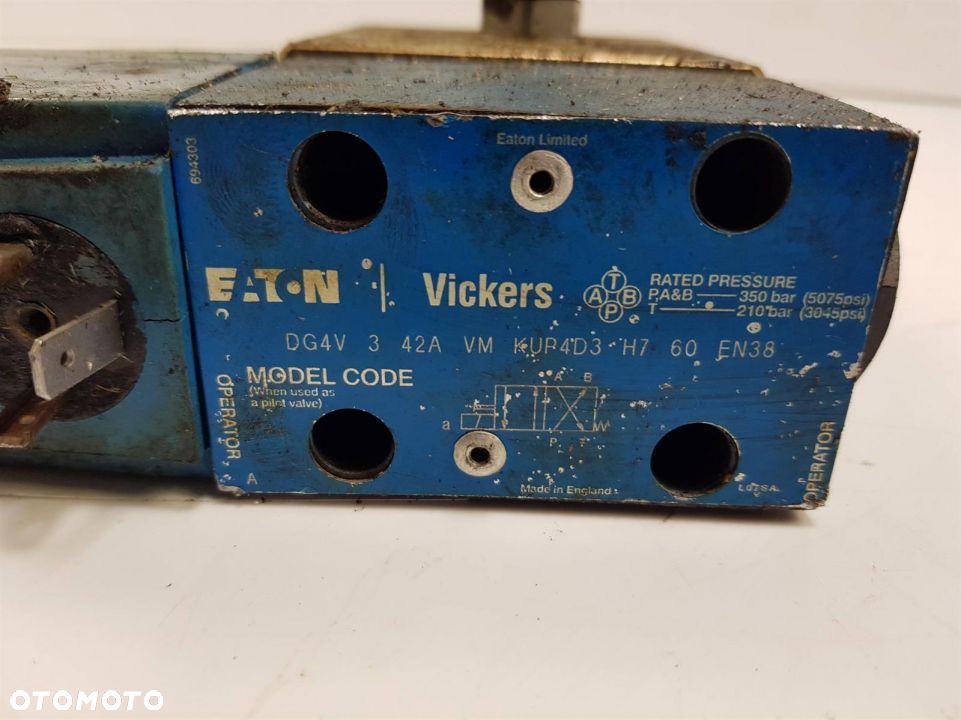 Eaton Limited
694303
EATON | Vickers
T
A B
P
RATED PRESSURE
P,A&B 350 bar (5075psi)
T 210 bar (3045psi)
DG4V 3 42A VM KUP4D3 H7 60 EN38
MODEL CODE
(When used as
a pilot valve)
OPERATOR
A
A B
a
P T
OPERATOR
Made in England
OTOMOTO